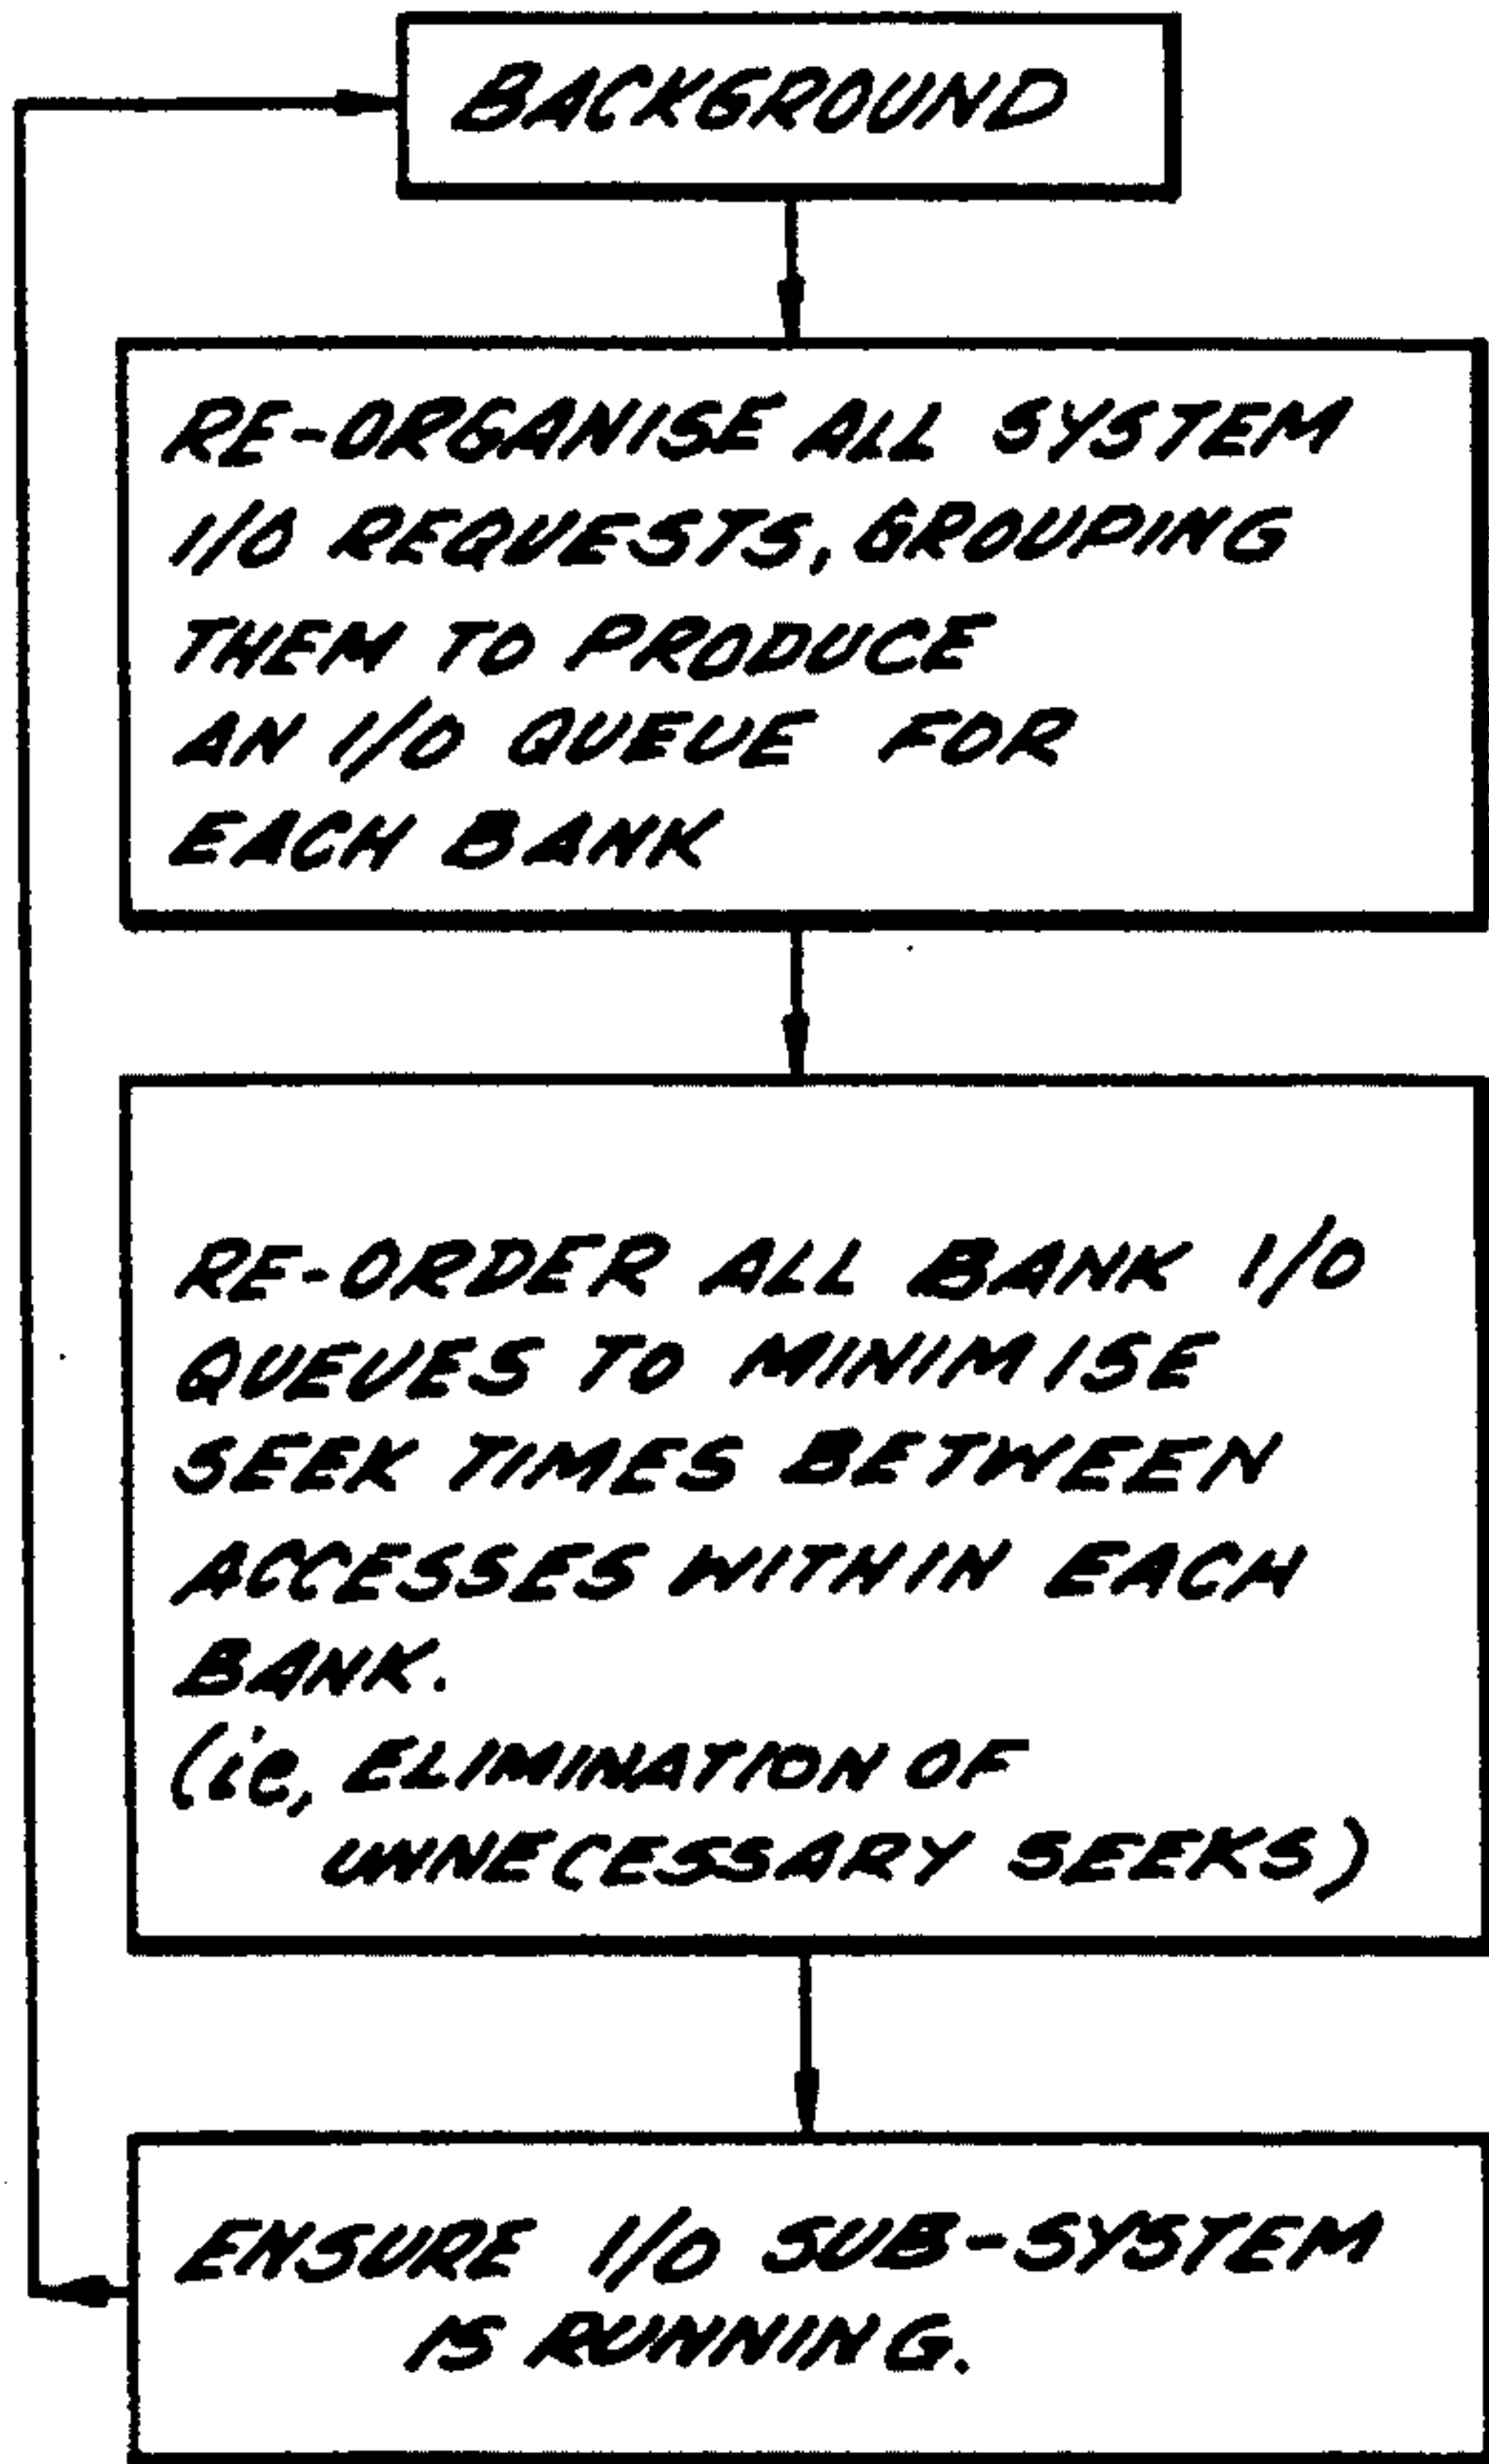 BACKGROUND
RE-ORGANISE ALL SYSTEM
I/O REQUESTS, GROUPING
THEM TO PRODUCE
AN I/O QUEUE FOR
EACH BANK
RE-ORDER ALL BANK I/O
QUEUES TO MINIMISE
SEEK TIMES BETWEEN
ACCESSES WITHIN EACH
BANK.
(ie, ELIMINATION OF
UNNECESSARY SEEKS)
ENSURE I/O SUB-SYSTEM
IS RUNNING.